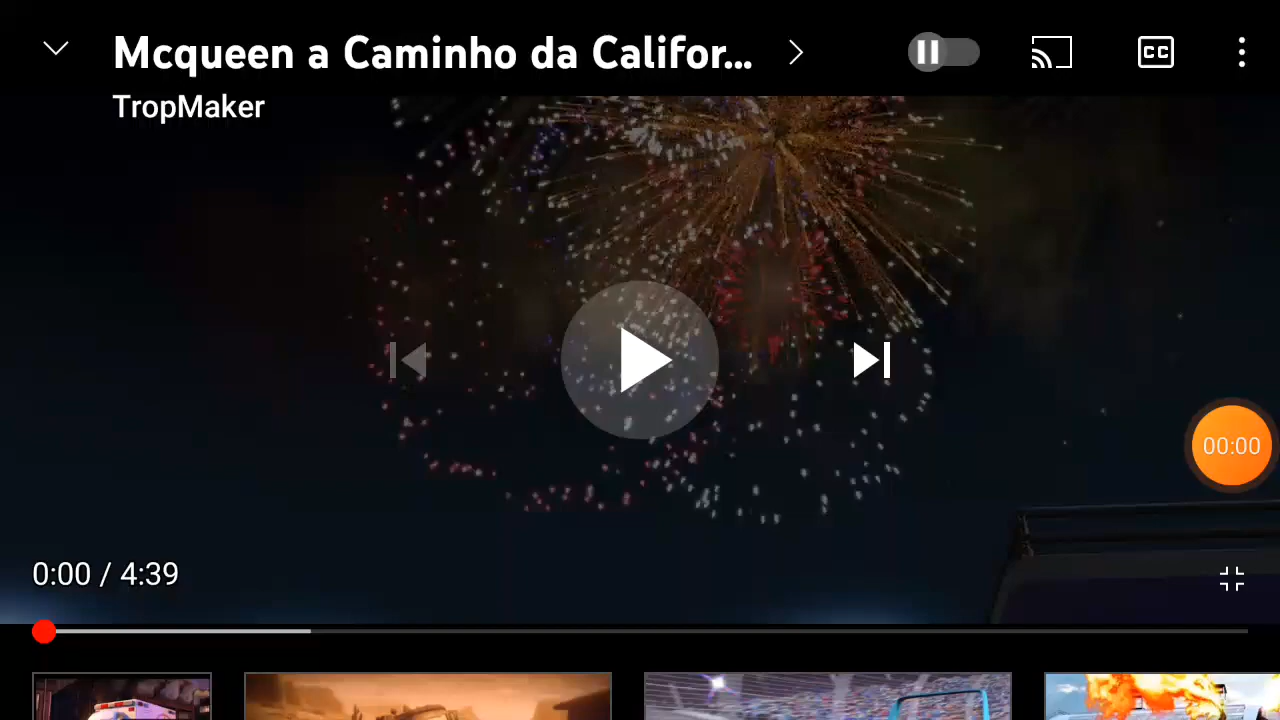 Mcqueen a Caminho da Califor...
TropMaker
CC
00:00
0:00 / 4:39